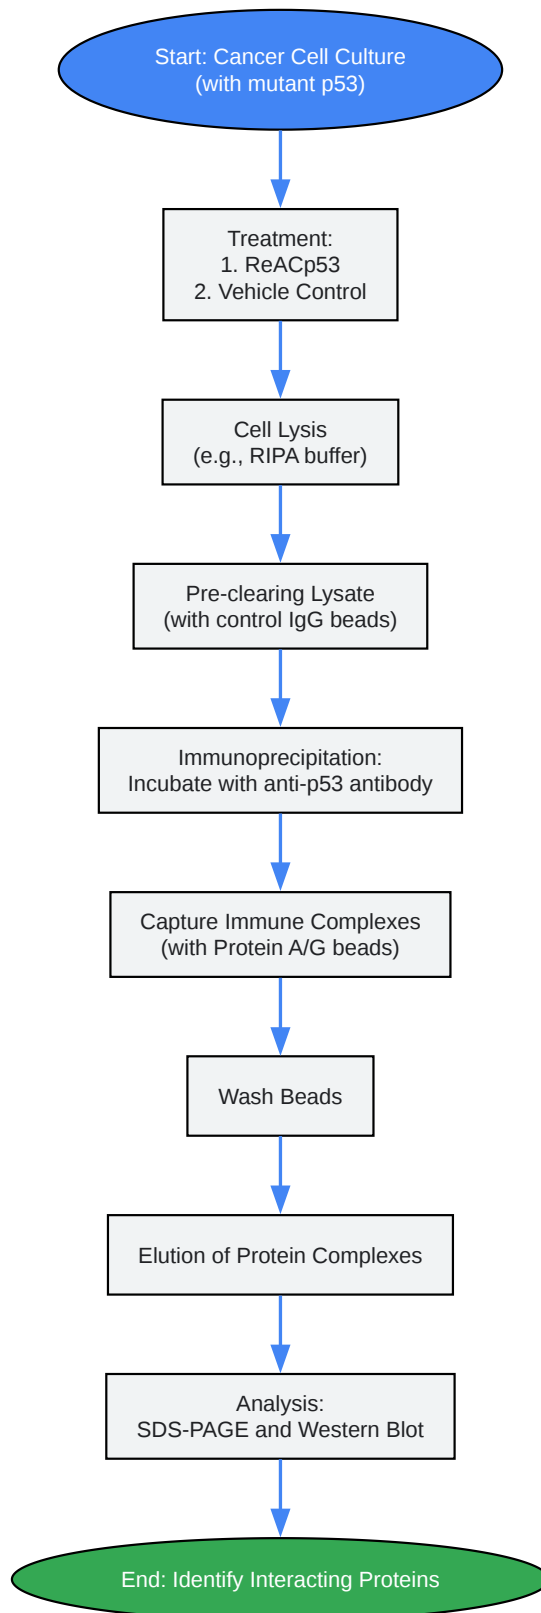 Start: Cancer Cell Culture
(with mutant p53)
Treatment:
1. ReACp53
2. Vehicle Control
Cell Lysis
(e.g., RIPA buffer)
Pre-clearing Lysate
(with control IgG beads)
Immunoprecipitation:
Incubate with anti-p53 antibody
Capture Immune Complexes
(with Protein A/G beads)
Wash Beads
Elution of Protein Complexes
Analysis:
SDS-PAGE and Western Blot
End: Identify Interacting Proteins